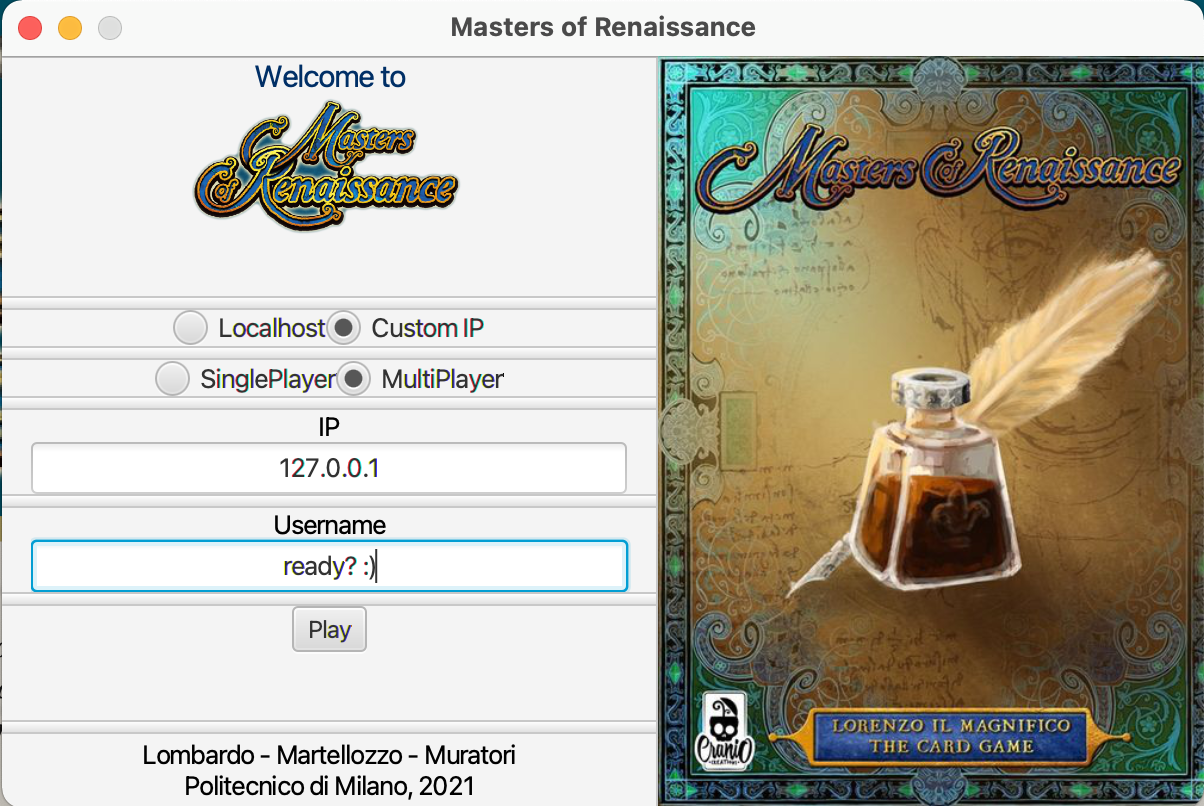 Masters of Renaissance
Welcome to
Masters
of Renaissance
Localhost Custom IP
SinglePlayer MultiPlayer
IP
127.0.0.1
Username
ready? :)
Play
Lombardo - Martellozzo - Muratori
Politecnico di Milano, 2021
Masters of Renaissance
Cranio
CREATIONS
LORENZO IL MAGNIFICO
THE CARD GAME